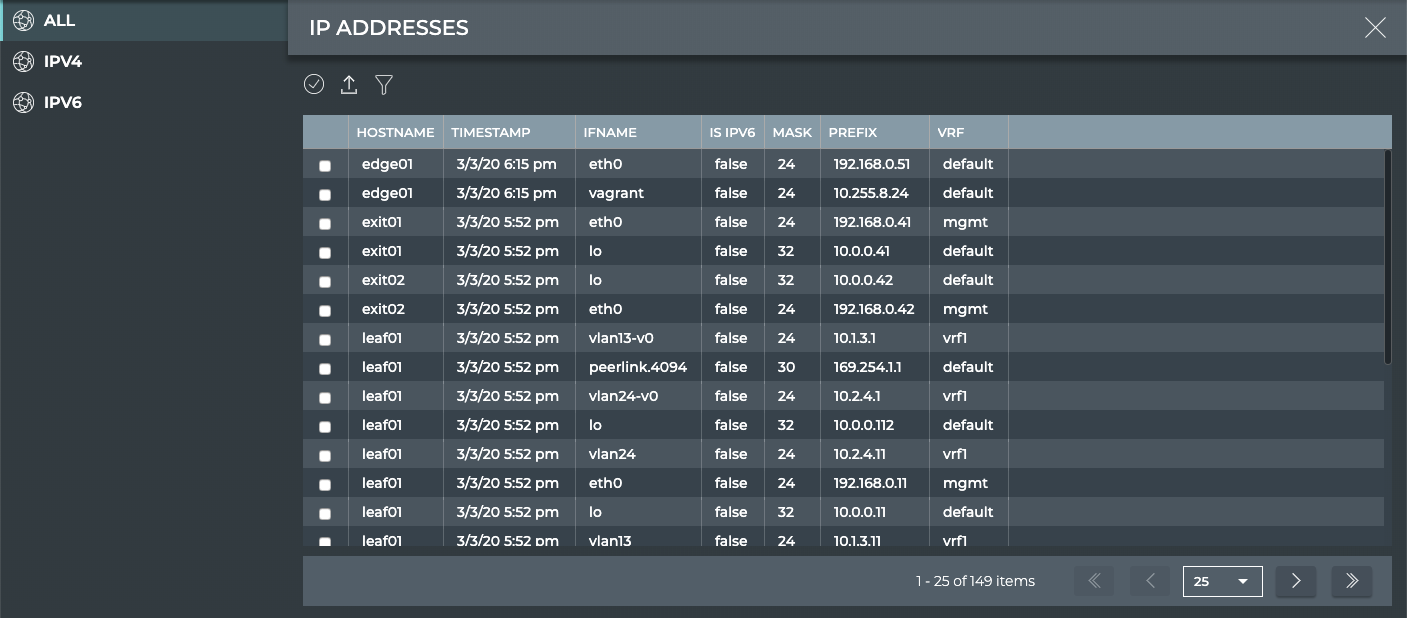 ALL
IPV4
IPV6
IP ADDRESSES
HOSTNAME TIMESTAMP IFNAME IS IPV6 MASK PREFIX VRF
edge01 3/3/20 6:15 pm eth0 false 24 192.168.0.51 default
edge01 3/3/20 6:15 pm vagrant false 24 10.255.8.24 default
exit01 3/3/20 5:52 pm eth0 false 24 192.168.0.41 mgmt
exit01 3/3/20 5:52 pm lo false 32 10.0.0.41 default
exit02 3/3/20 5:52 pm lo false 32 10.0.0.42 default
exit02 3/3/20 5:52 pm eth0 false 24 192.168.0.42 mgmt
leaf01 3/3/20 5:52 pm vlan13-v0 false 24 10.1.3.1 vrf1
leaf01 3/3/20 5:52 pm peerlink.4094 false 30 169.254.1.1 default
leaf01 3/3/20 5:52 pm vlan24-v0 false 24 10.2.4.1 vrf1
leaf01 3/3/20 5:52 pm lo false 32 10.0.0.112 default
leaf01 3/3/20 5:52 pm vlan24 false 24 10.2.4.11 vrf1
leaf01 3/3/20 5:52 pm eth0 false 24 192.168.0.11 mgmt
leaf01 3/3/20 5:52 pm lo false 32 10.0.0.11 default
leaf01 3/3/20 5:52 pm vlan13 false 24 10.1.3.11 vrf1
1 - 25 of 149 items 25